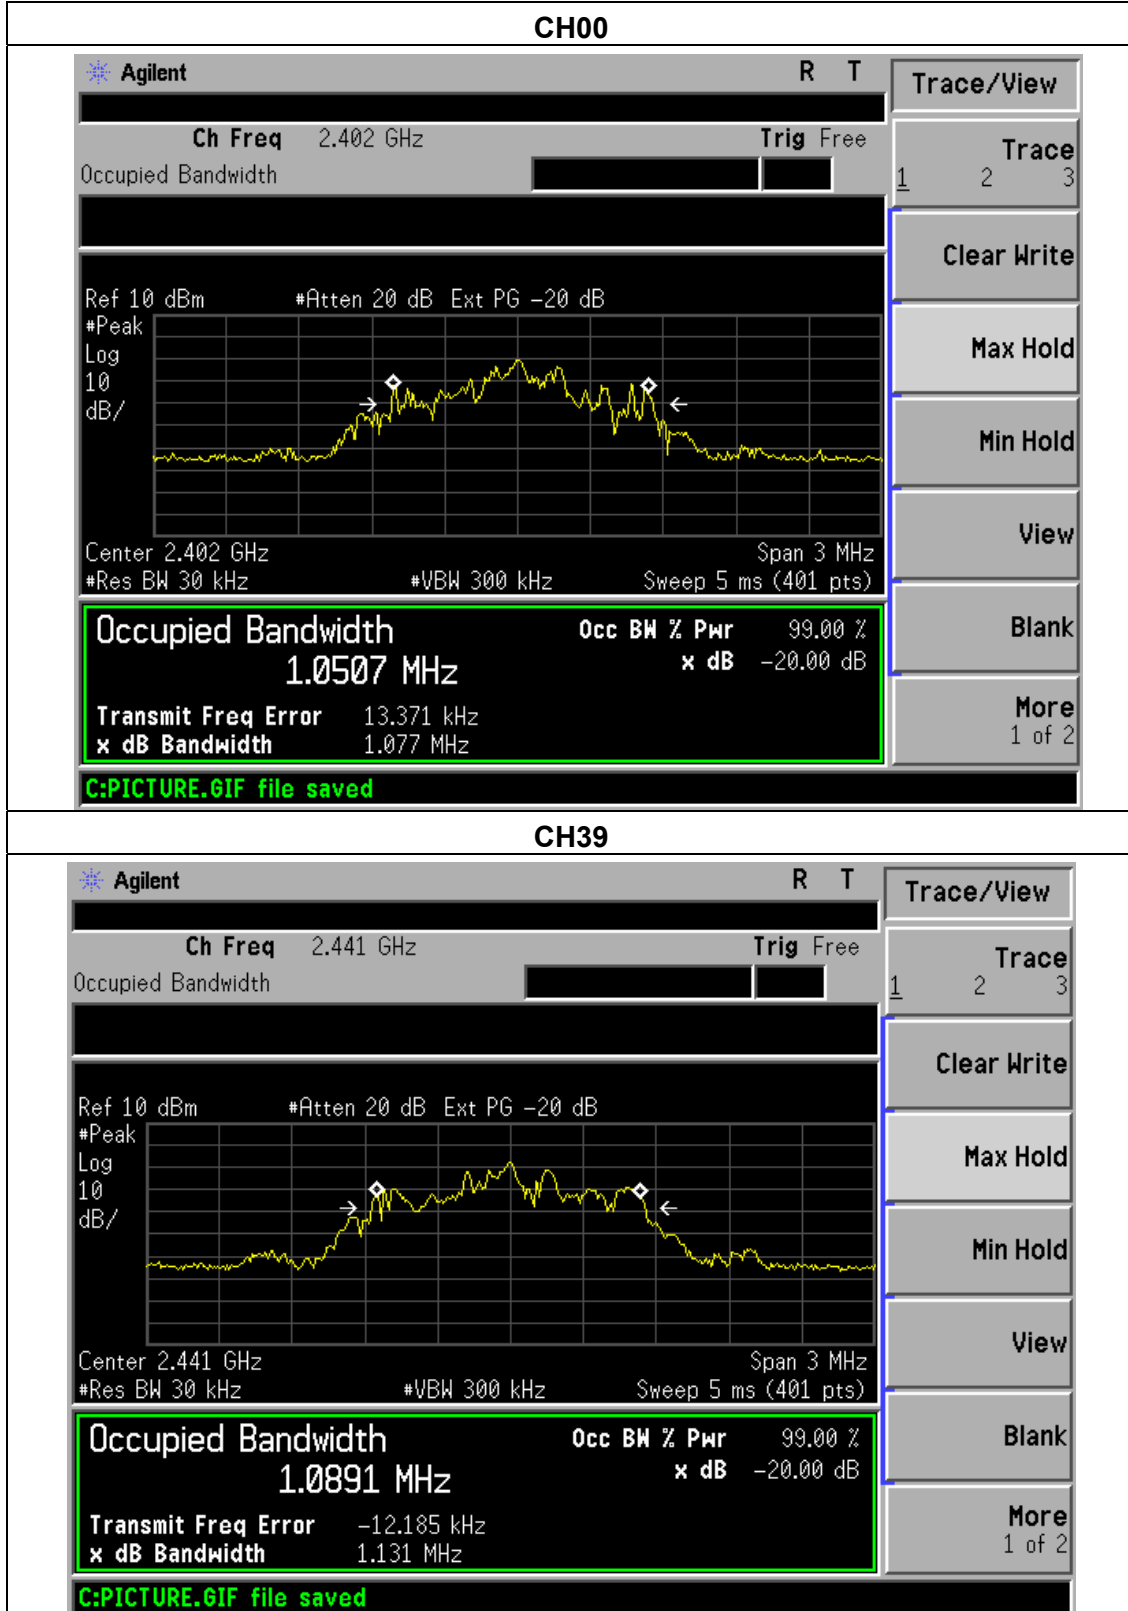 CH00
Agilent R T
Trace/View
Ch Freq 2.402 GHz Trig Free
Occupied Bandwidth
Trace
1 2 3
Clear Write
Ref 10 dBm #Atten 20 dB Ext PG -20 dB
#Peak
Log
10
dB/
Max Hold
Min Hold
View
Center 2.402 GHz Span 3 MHz
#Res BW 30 kHz #VBW 300 kHz Sweep 5 ms (401 pts)
Occupied Bandwidth Occ BW % Pwr 99.00 %
1.0507 MHz x dB -20.00 dB
Blank
Transmit Freq Error 13.371 kHz
x dB Bandwidth 1.077 MHz
More
1 of 2
C:PICTURE.GIF file saved
CH39
Agilent R T
Trace/View
Ch Freq 2.441 GHz Trig Free
Occupied Bandwidth
Trace
1 2 3
Clear Write
Ref 10 dBm #Atten 20 dB Ext PG -20 dB
#Peak
Log
10
dB/
Max Hold
Min Hold
View
Center 2.441 GHz Span 3 MHz
#Res BW 30 kHz #VBW 300 kHz Sweep 5 ms (401 pts)
Occupied Bandwidth Occ BW % Pwr 99.00 %
1.0891 MHz x dB -20.00 dB
Blank
Transmit Freq Error -12.185 kHz
x dB Bandwidth 1.131 MHz
More
1 of 2
C:PICTURE.GIF file saved